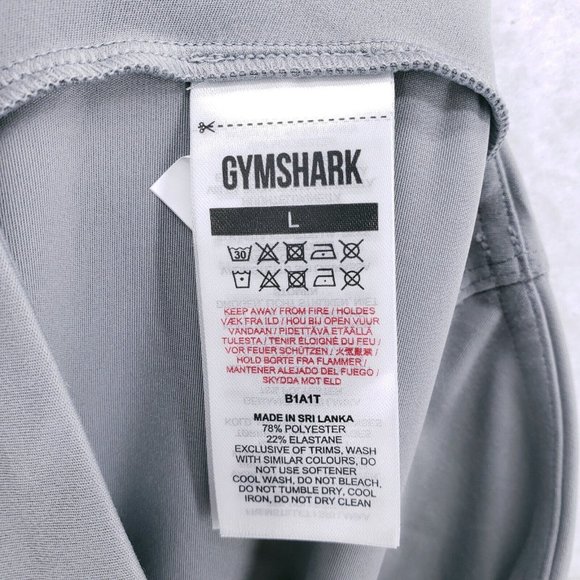 GYMSHARK
L
30
KEEP AWAY FROM FIRE / HOLDES
VÆK FRA ILD / HOU BIJ OPEN VUUR
VANDAAN / PIDETTÄVÄ ETÄÄLLÄ
TULESTA / TENIR ÉLOIGNÉ DU FEU /
VOR FEUER SCHÜTZEN / 火気厳禁 /
HOLD BORTE FRA FLAMMER /
MANTENER ALEJADO DEL FUEGO /
SKYDDA MOT ELD
B1A1T
MADE IN SRI LANKA
78% POLYESTER
22% ELASTANE
EXCLUSIVE OF TRIMS, WASH
WITH SIMILAR COLOURS, DO
NOT USE SOFTENER
COOL WASH, DO NOT BLEACH,
DO NOT TUMBLE DRY, COOL
IRON, DO NOT DRY CLEAN